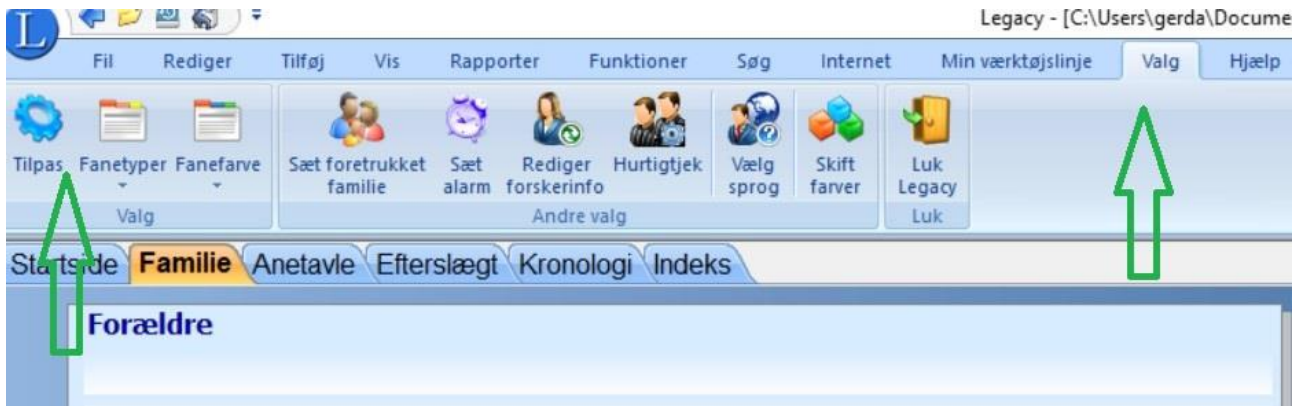 L
Legacy - [C:\Users\gerda\Docume
Fil Rediger Tilføj Vis Rapporter Funktioner Søg Internet Min værktøjslinje Valg Hjælp
Tilpas Fanetyper Fanefarve Sæt foretrukket familie Sæt alarm Rediger forskerinfo Hurtigtjek Vælg sprog Skift farver Luk Legacy
Valg Andre valg Luk
Startside Familie Anetavle Efterslægt Kronologi Indeks
Forældre